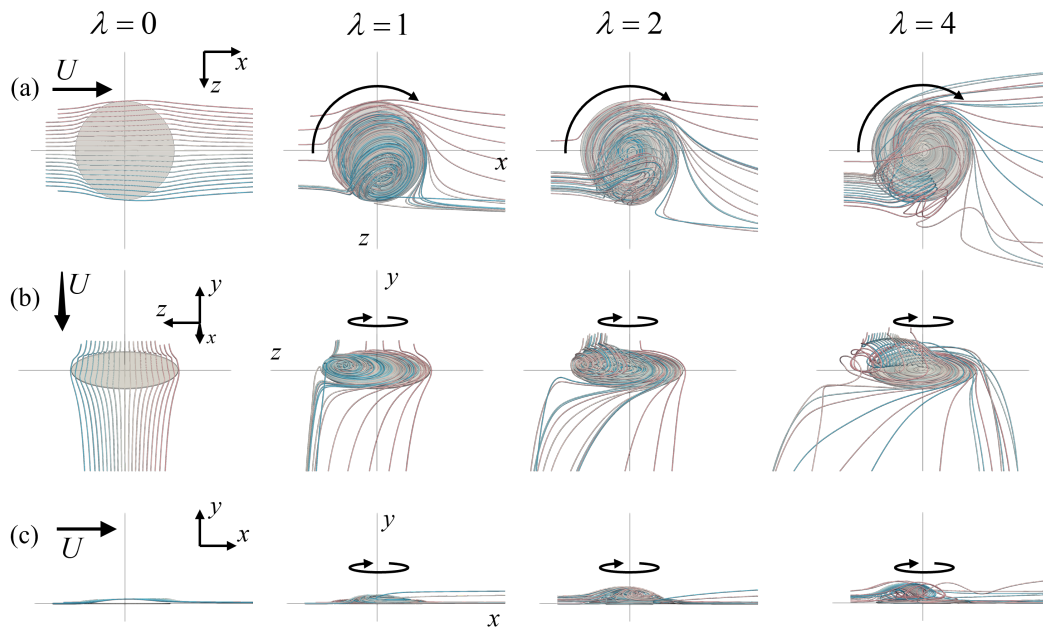 λ = 0
λ = 1
λ = 2
λ = 4
(a)
U
x
z
x
z
(b)
U
y
z
x
y
z
(c)
U
y
x
y
x